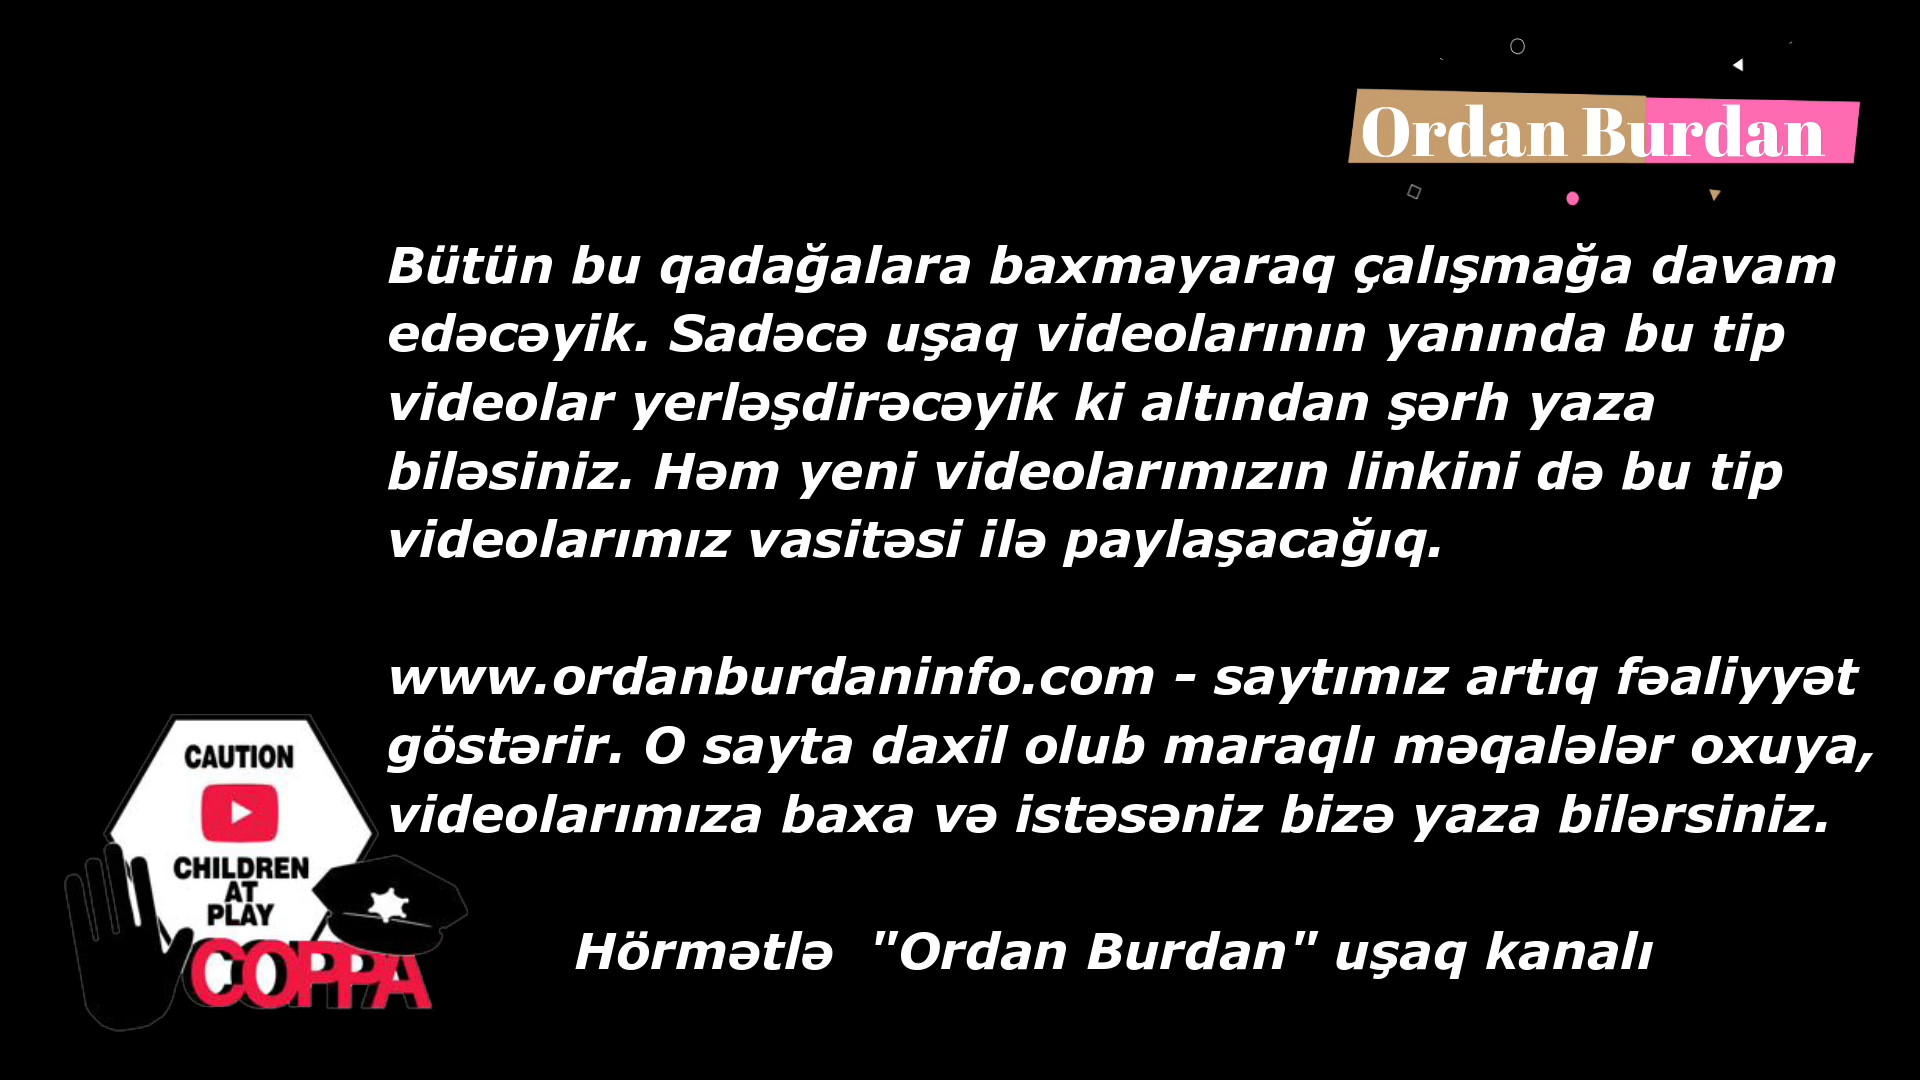 Ordan Burdan
Bütün bu qadağalara baxmayaraq çalışmağa davam
edəcəyik. Sadəcə uşaq videolarının yanında bu tip
videolar yerləşdirəcəyik ki altından şərh yaza
biləsiniz. Həm yeni videolarımızın linkini də bu tip
videolarımız vasitəsi ilə paylaşacağıq.
www.ordanburdaninfo.com - saytımız artıq fəaliyyət
göstərir. O sayta daxil olub maraqlı məqalələr oxuya,
videolarımıza baxa və istəsəniz bizə yaza bilərsiniz.
Hörmətlə "Ordan Burdan" uşaq kanalı
CAUTION
CHILDREN
AT
PLAY
COPPA